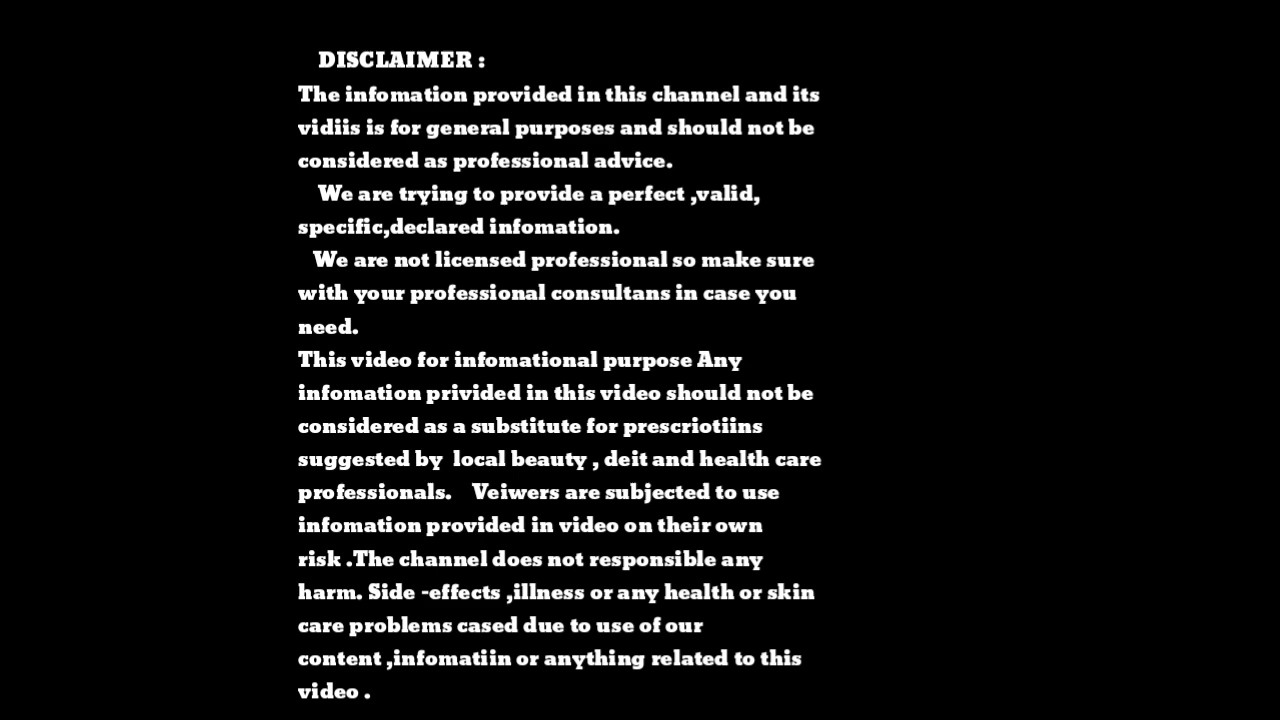 DISCLAIMER :
The infomation provided in this channel and its
vidiis is for general purposes and should not be
considered as professional advice.
We are trying to provide a perfect ,valid,
specific,declared infomation.
We are not licensed professional so make sure
with your professional consultans in case you
need.
This video for infomational purpose Any
infomation privided in this video should not be
considered as a substitute for prescriotiins
suggested by  local beauty , deit and health care
professionals.    Veiwers are subjected to use
infomation provided in video on their own
risk .The channel does not responsible any
harm. Side -effects ,illness or any health or skin
care problems cased due to use of our
content ,infomatiin or anything related to this
video .